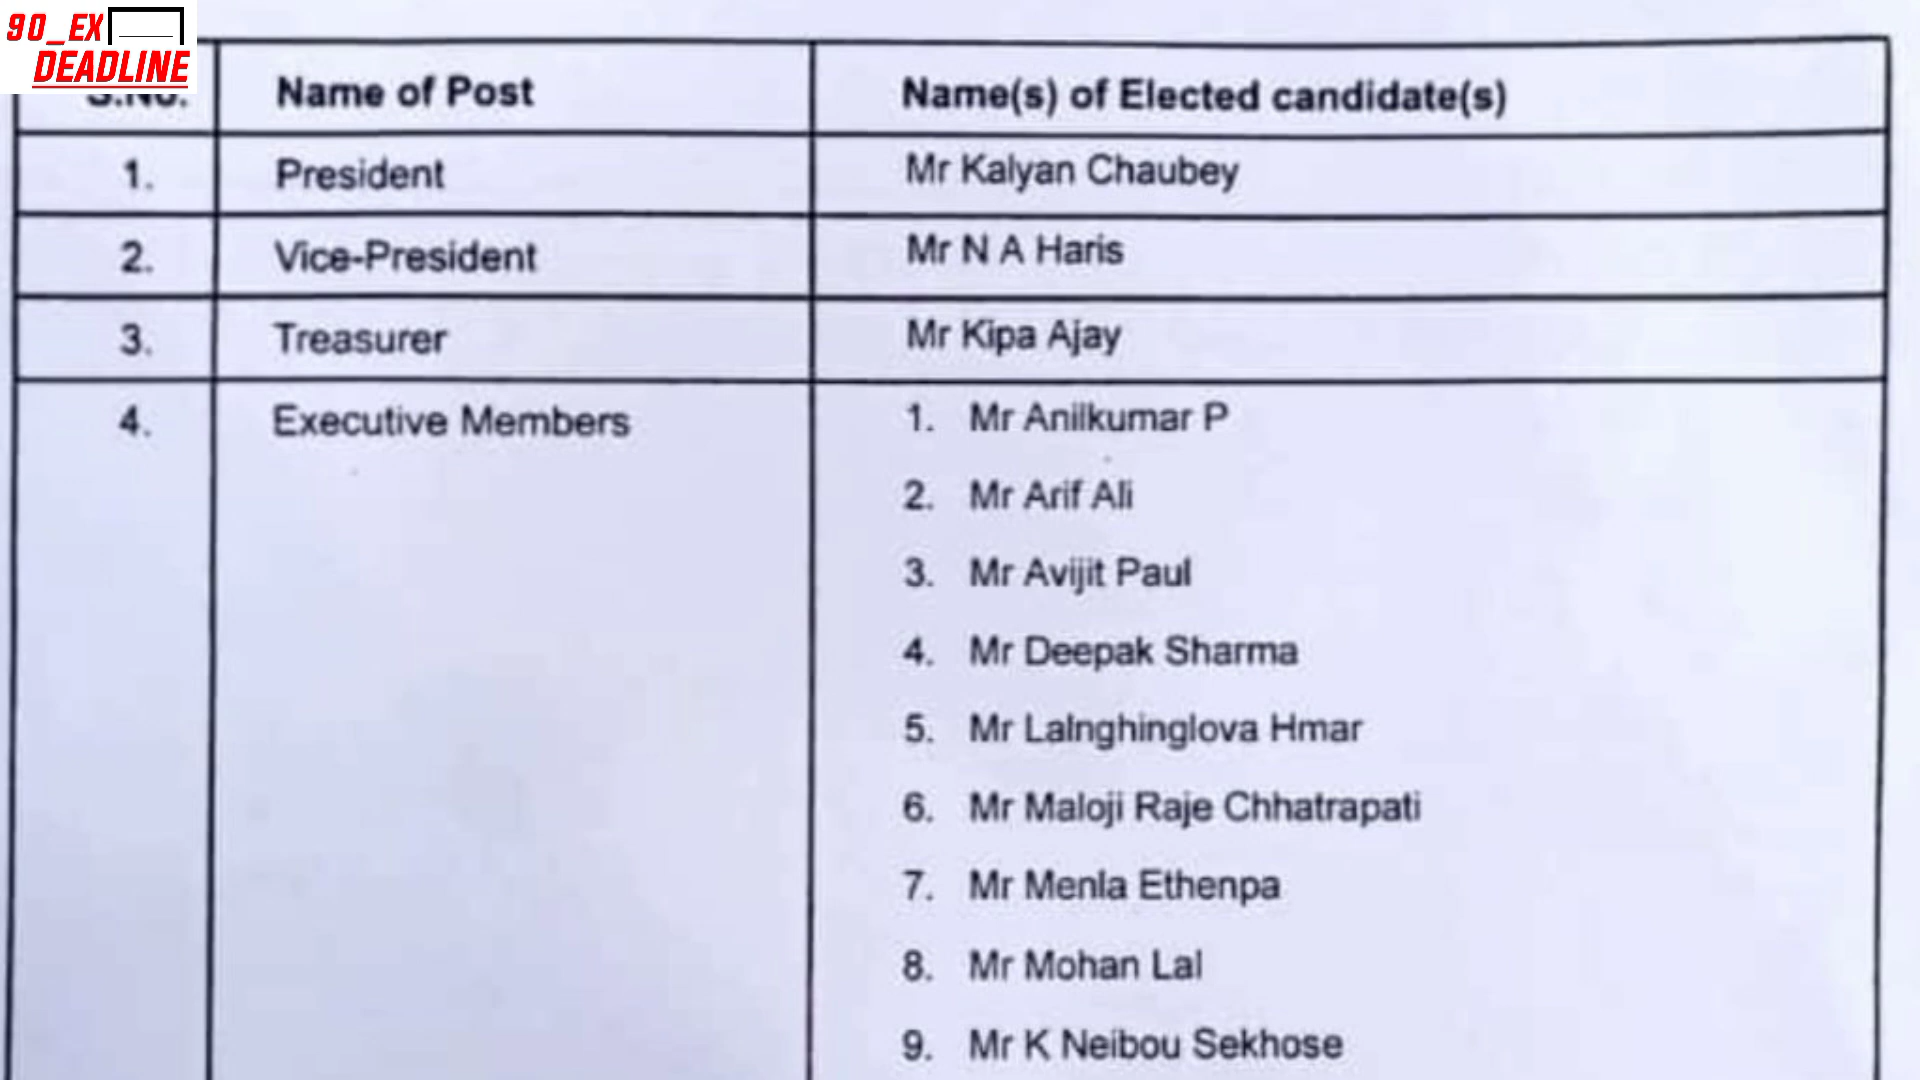 90_EX
DEADLINE
S.No. Name of Post Name(s) of Elected candidate(s)
1. President Mr Kalyan Chaubey
2. Vice-President Mr N A Haris
3. Treasurer Mr Kipa Ajay
4. Executive Members 1. Mr Anilkumar P
2. Mr Arif Ali
3. Mr Avijit Paul
4. Mr Deepak Sharma
5. Mr Lalnghinglova Hmar
6. Mr Maloji Raje Chhatrapati
7. Mr Menla Ethenpa
8. Mr Mohan Lal
9. Mr K Neibou Sekhose